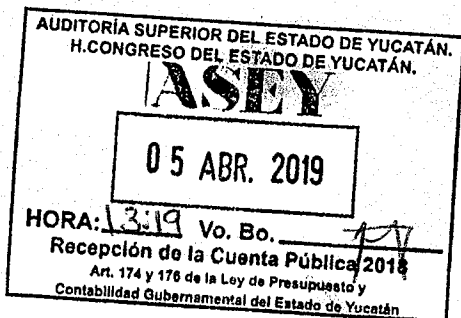 AUDITORÍA SUPERIOR DEL ESTADO DE YUCATÁN.
H.CONGRESO DEL ESTADO DE YUCATÁN.
ASEY
05 ABR. 2019
HORA: 13:19 Vo. Bo.
Recepción de la Cuenta Pública 2018
Art. 174 y 176 de la Ley de Presupuesto y
Contabilidad Gubernamental del Estado de Yucatán